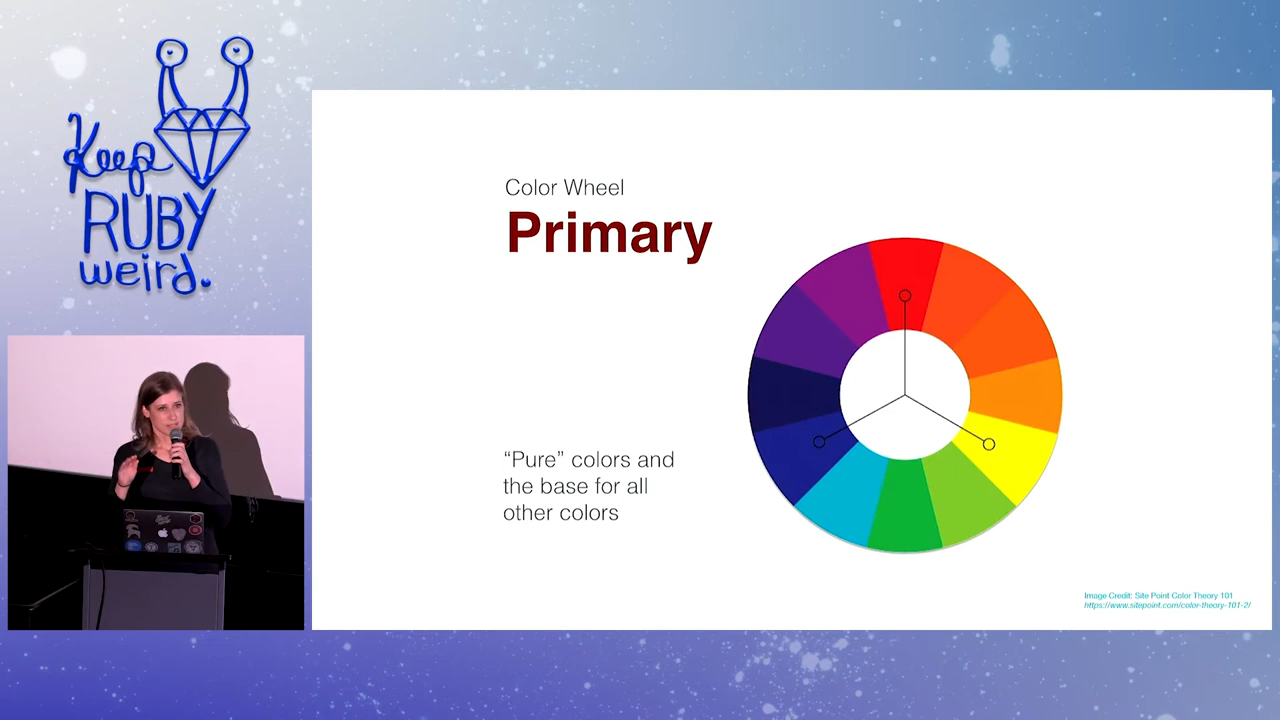 Keep
RUBY
weird.
Color Wheel
Primary
“Pure” colors and
the base for all
other colors
Image Credit: Site Point Color Theory 101
https://www.sitepoint.com/color-theory-101-2/